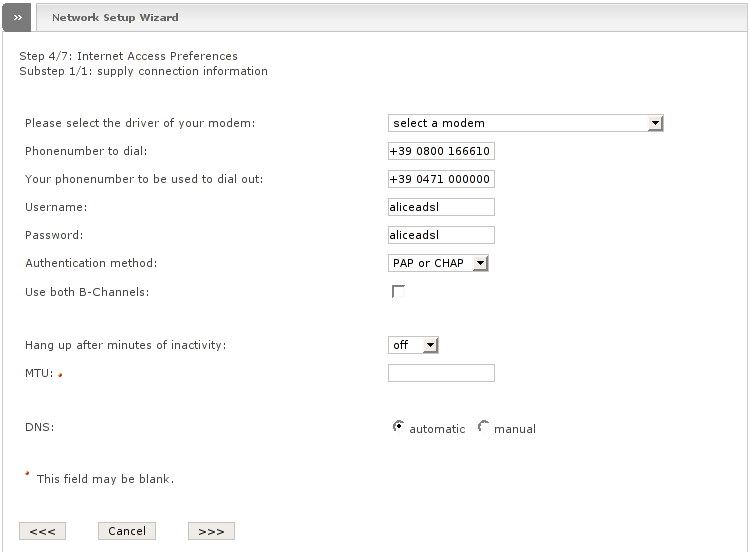 » Network Setup Wizard
Step 4/7: Internet Access Preferences
Substep 1/1: supply connection information
Please select the driver of your modem: select a modem
Phonenumber to dial: +39 0800 166610
Your phonenumber to be used to dial out: +39 0471 000000
Username: aliceadsl
Password: aliceadsl
Authentication method: PAP or CHAP
Use both B-Channels:
Hang up after minutes of inactivity: off
MTU:
DNS: automatic manual
This field may be blank.
<<< Cancel >>>